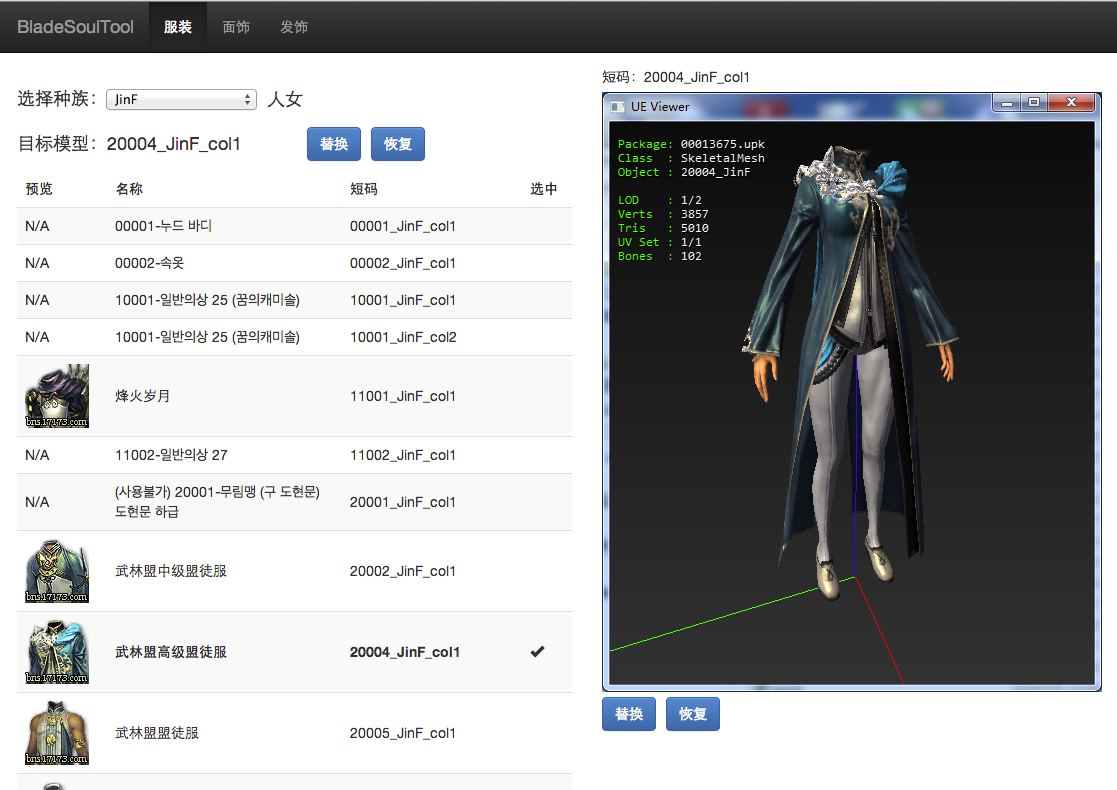 BladeSoulTool 服装 面饰 发饰
选择种族： JinF 人女
目标模型：20004_JinF_col1 替换 恢复
预览 名称 短码 选中
N/A 00001-누드 바디 00001_JinF_col1
N/A 00002-속옷 00002_JinF_col1
N/A 10001-일반의상 25 (꿈의캐미솔) 10001_JinF_col1
N/A 10001-일반의상 25 (꿈의캐미솔) 10001_JinF_col2
bns.17173.com 烽火岁月 11001_JinF_col1
N/A 11002-일반의상 27 11002_JinF_col1
N/A (사용불가) 20001-무림맹 (구 도현문) 20001_JinF_col1
도현문 하급
bns.17173.com 武林盟中级盟徒服 20002_JinF_col1
bns.17173.com 武林盟高级盟徒服 20004_JinF_col1 ✔
bns.17173.com 武林盟盟徒服 20005_JinF_col1
短码：20004_JinF_col1
UE Viewer
Package: 00013675.upk
Class : SkeletalMesh
Object : 20004_JinF
LOD : 1/2
Verts : 3857
Tris : 5010
UV Set : 1/1
Bones : 102
替换 恢复